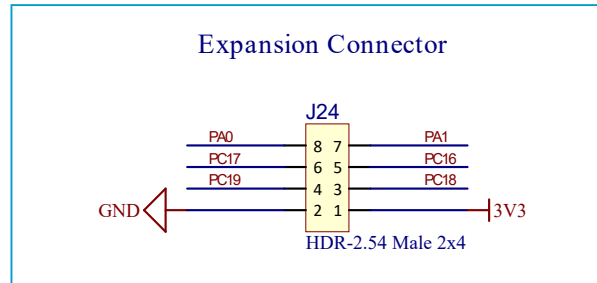 Expansion Connector
J24
PA0 8 7 PA1
PC17 6 5 PC16
PC19 4 3 PC18
GND 2 1 3V3
HDR-2.54 Male 2x4